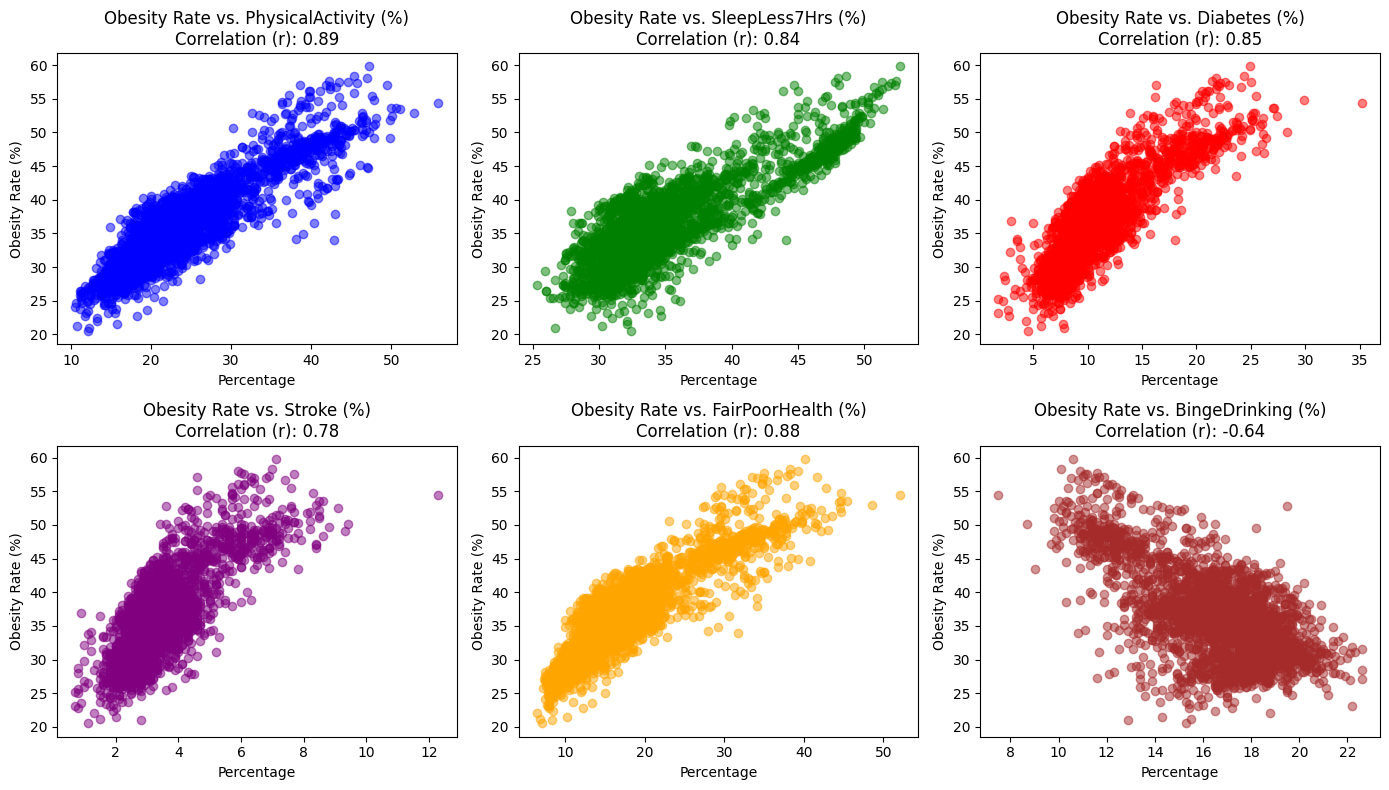 Obesity Rate vs. PhysicalActivity (%)
Correlation (r): 0.89
60
55
50
45
40
35
30
25
20
Obesity Rate (%)
10 20 30 40 50
Percentage
Obesity Rate vs. SleepLess7Hrs (%)
Correlation (r): 0.84
60
55
50
45
40
35
30
25
20
Obesity Rate (%)
25 30 35 40 45 50
Percentage
Obesity Rate vs. Diabetes (%)
Correlation (r): 0.85
60
55
50
45
40
35
30
25
20
Obesity Rate (%)
5 10 15 20 25 30 35
Percentage
Obesity Rate vs. Stroke (%)
Correlation (r): 0.78
60
55
50
45
40
35
30
25
20
Obesity Rate (%)
2 4 6 8 10 12
Percentage
Obesity Rate vs. FairPoorHealth (%)
Correlation (r): 0.88
60
55
50
45
40
35
30
25
20
Obesity Rate (%)
10 20 30 40 50
Percentage
Obesity Rate vs. BingeDrinking (%)
Correlation (r): -0.64
60
55
50
45
40
35
30
25
20
Obesity Rate (%)
8 10 12 14 16 18 20 22
Percentage